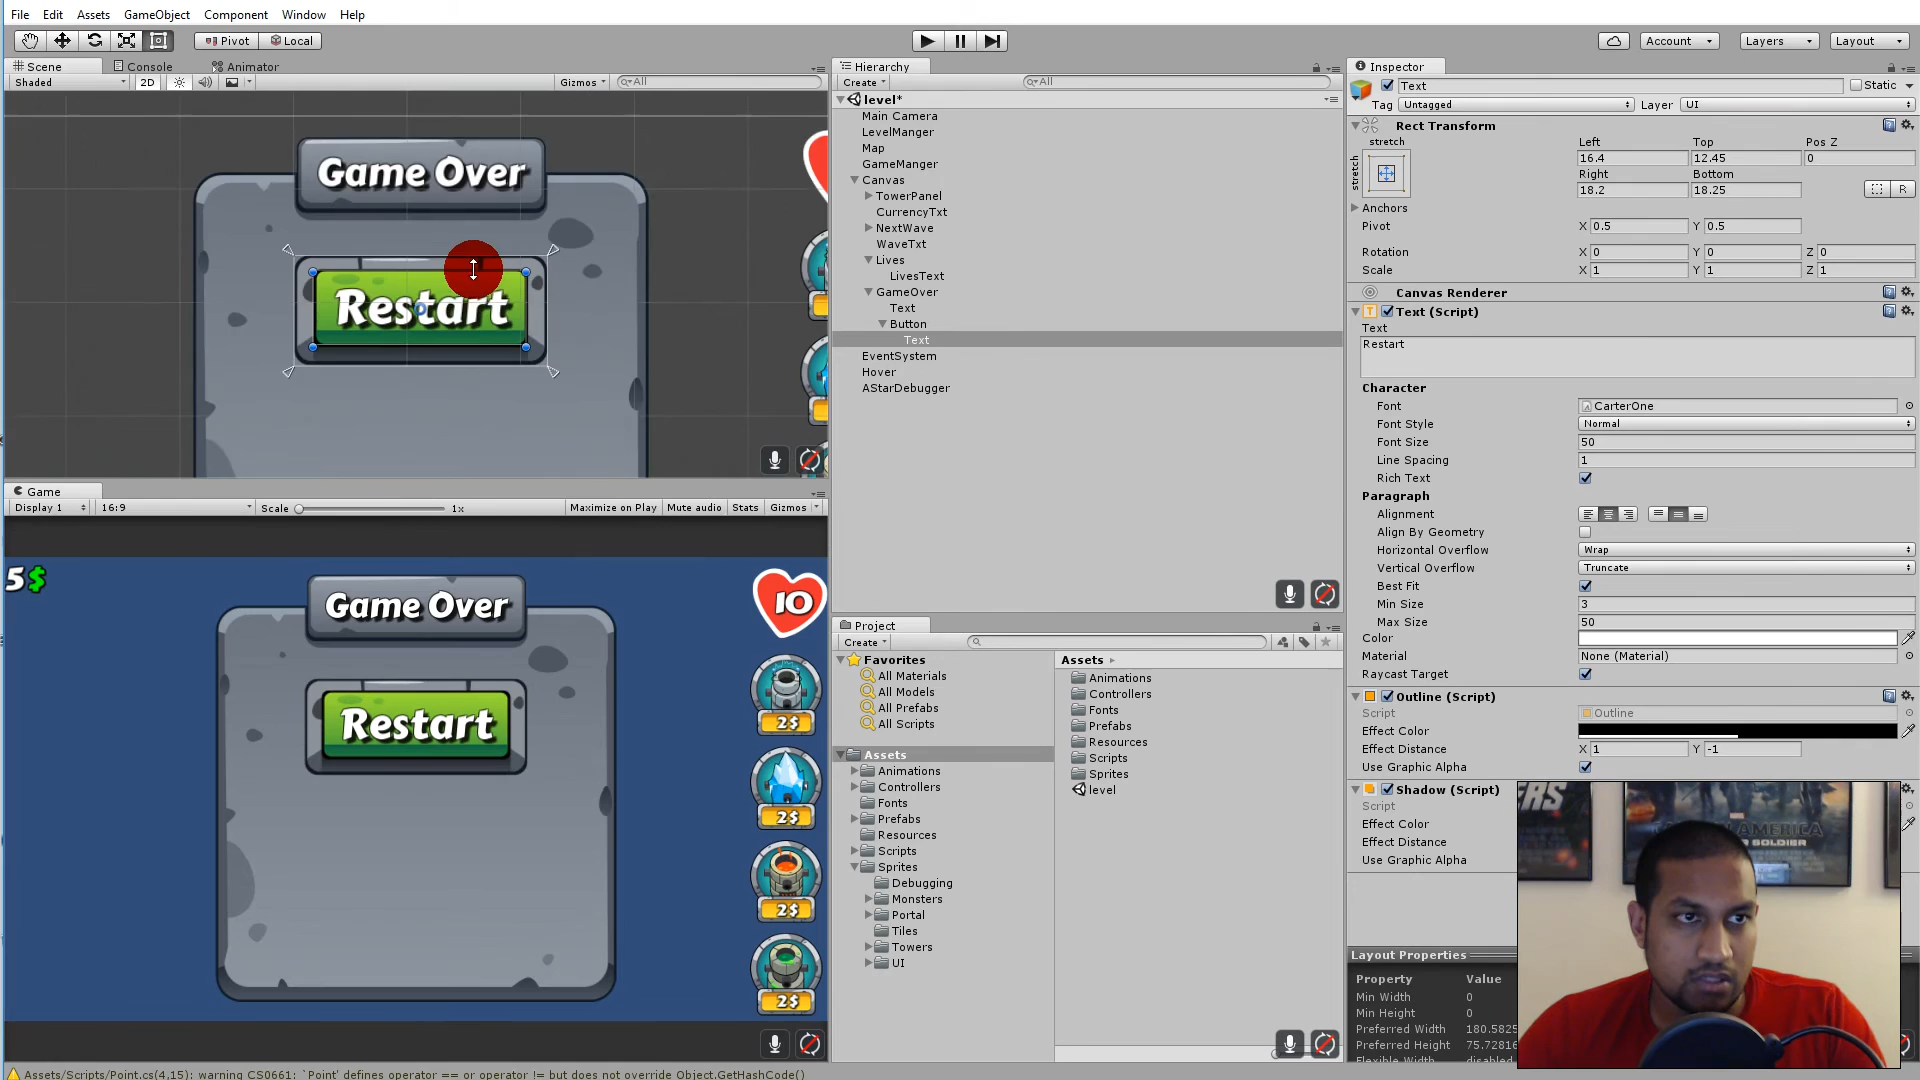 File Edit Assets GameObject Component Window Help
Pivot Local Account Layers Layout
Scene Console Animator
Shaded 2D Gizmos All
Game Over
Restart
Game
Display 1 16:9 Scale 1x Maximize on Play Mute audio Stats Gizmos
5$
10
Game Over
Restart
2$
2$
2$
2$
Hierarchy
Create All
level*
Main Camera
LevelManger
Map
GameManger
Canvas
TowerPanel
CurrencyTxt
NextWave
WaveTxt
Lives
LivesText
GameOver
Text
Button
Text
EventSystem
Hover
AStarDebugger
Project
Create
Favorites
All Materials
All Models
All Prefabs
All Scripts
Assets
Animations
Controllers
Fonts
Prefabs
Resources
Scripts
Sprites
Debugging
Monsters
Portal
Tiles
Towers
UI
Assets
Animations
Controllers
Fonts
Prefabs
Resources
Scripts
Sprites
level
Inspector
Text Static
Tag Untagged Layer UI
Rect Transform
stretch Left Top Pos Z
stretch 16.4 12.45 0
Right Bottom
18.2 18.25 R
Anchors
Pivot X 0.5 Y 0.5
Rotation X 0 Y 0 Z 0
Scale X 1 Y 1 Z 1
Canvas Renderer
Text (Script)
Text
Restart
Character
Font CarterOne
Font Style Normal
Font Size 50
Line Spacing 1
Rich Text
Paragraph
Alignment
Align By Geometry
Horizontal Overflow Wrap
Vertical Overflow Truncate
Best Fit
Min Size 3
Max Size 50
Color
Material None (Material)
Raycast Target
Outline (Script)
Script Outline
Effect Color
Effect Distance X 1 Y -1
Use Graphic Alpha
Shadow (Script)
Script
Effect Color
Effect Distance
Use Graphic Alpha
Layout Properties
Property Value
Min Width 0
Min Height 0
Preferred Width 180.5825
Preferred Height 75.72816
Flexible Width disabled
Assets/Scripts/Point.cs(4,15): warning CS0661: `Point' defines operator == or operator != but does not override Object.GetHashCode()